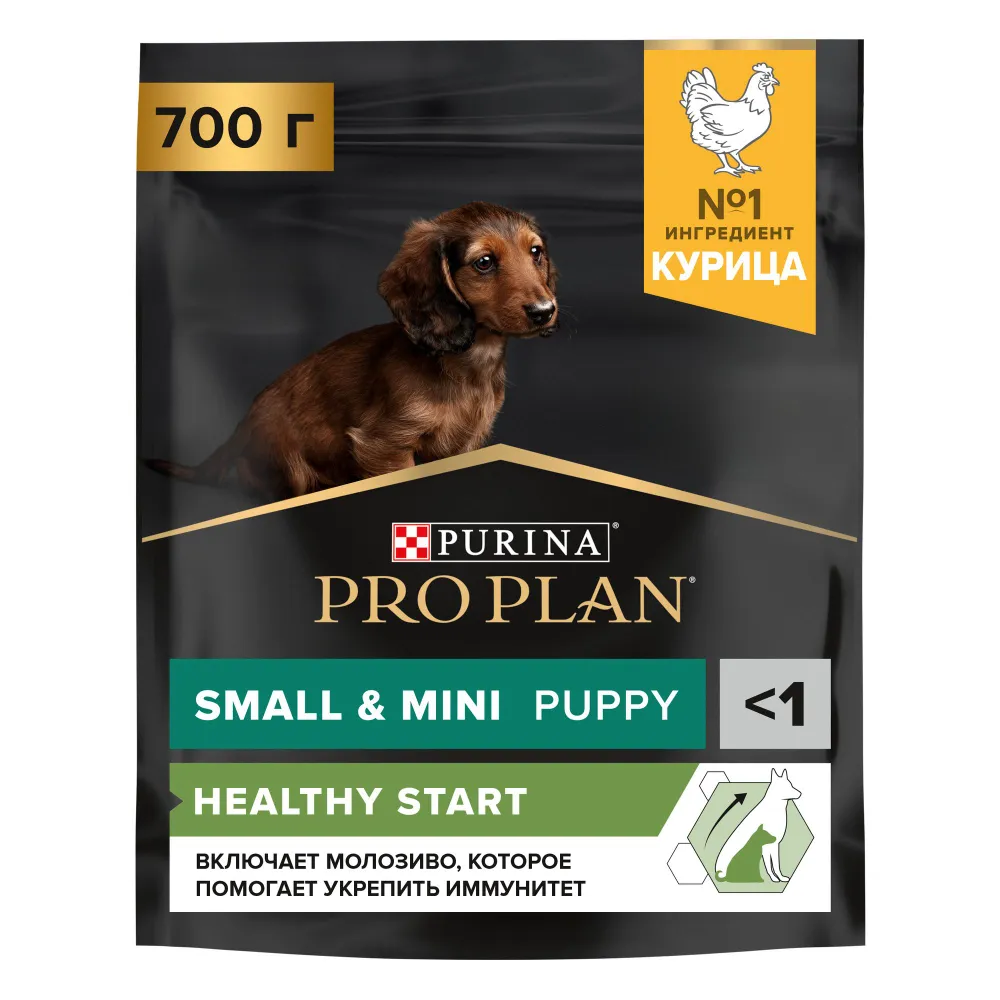 700 г
№1
ИНГРЕДИЕНТ
КУРИЦА
PURINA®
PRO PLAN®
SMALL & MINI PUPPY
<1
HEALTHY START
ВКЛЮЧАЕТ МОЛОЗИВО, КОТОРОЕ
ПОМОГАЕТ УКРЕПИТЬ ИММУНИТЕТ